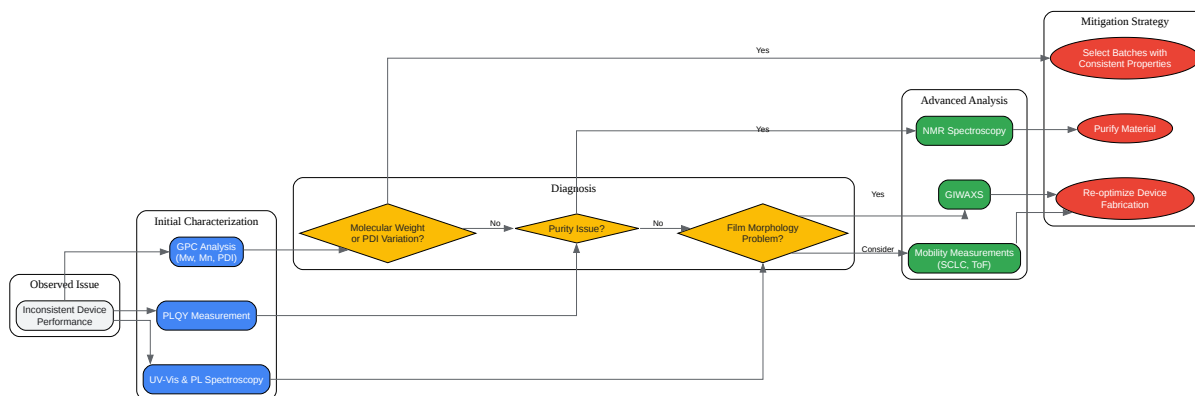 Observed Issue
Inconsistent Device
Performance
Initial Characterization
GPC Analysis
(Mw, Mn, PDI)
PLQY Measurement
UV-Vis & PL Spectroscopy
Diagnosis
Molecular Weight
or PDI Variation?
No
Purity Issue?
No
Film Morphology
Problem?
Yes
Yes
Yes
Consider
Advanced Analysis
NMR Spectroscopy
GIWAXS
Mobility Measurements
(SCLC, ToF)
Mitigation Strategy
Select Batches with
Consistent Properties
Purify Material
Re-optimize Device
Fabrication